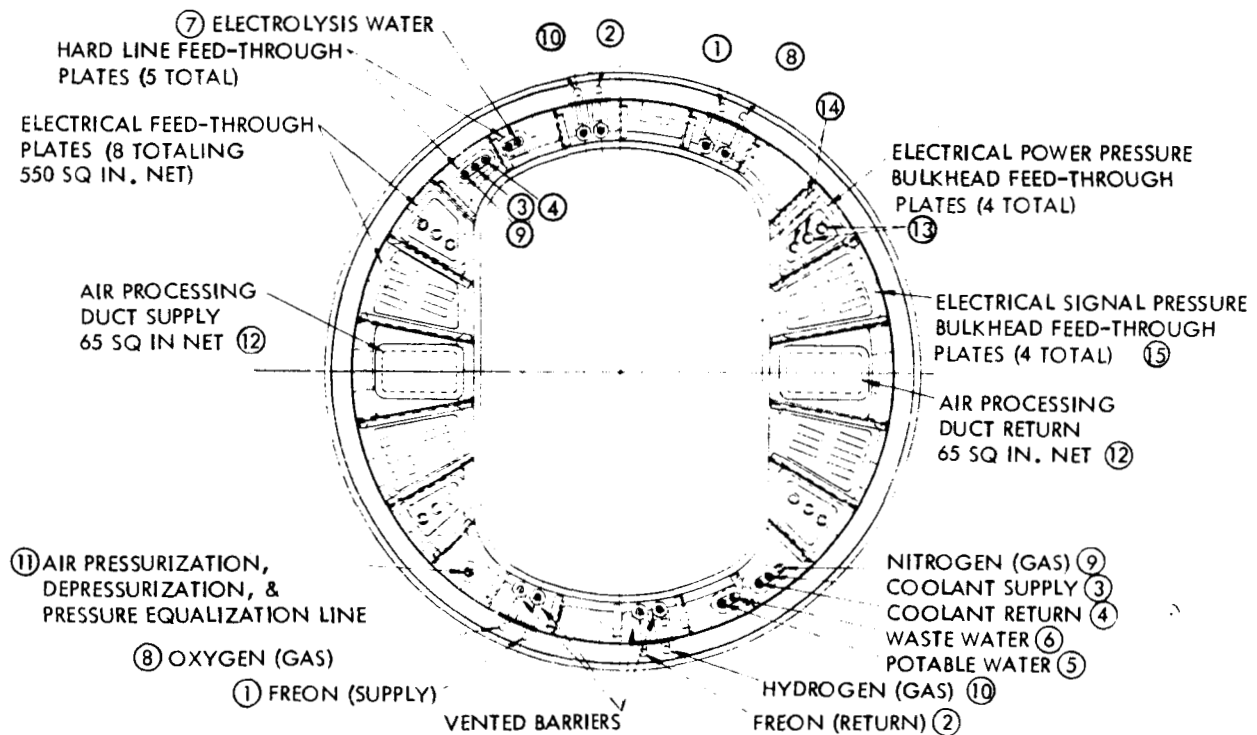 ⑦ ELECTROLYSIS WATER
HARD LINE FEED-THROUGH
PLATES (5 TOTAL)
ELECTRICAL FEED-THROUGH
PLATES (8 TOTALING
550 SQ IN. NET)
AIR PROCESSING
DUCT SUPPLY
65 SQ IN NET ⑫
⑪ AIR PRESSURIZATION,
DEPRESSURIZATION, &
PRESSURE EQUALIZATION LINE
⑧ OXYGEN (GAS)
① FREON (SUPPLY)
VENTED BARRIERS
⑩ ② ① ⑧
⑭
③ ④
⑨
ELECTRICAL POWER PRESSURE
BULKHEAD FEED-THROUGH
PLATES (4 TOTAL)
⑬
ELECTRICAL SIGNAL PRESSURE
BULKHEAD FEED-THROUGH
PLATES (4 TOTAL) ⑮
AIR PROCESSING
DUCT RETURN
65 SQ IN. NET ⑫
NITROGEN (GAS) ⑨
COOLANT SUPPLY ③
COOLANT RETURN ④
WASTE WATER ⑥
POTABLE WATER ⑤
HYDROGEN (GAS) ⑩
FREON (RETURN) ②